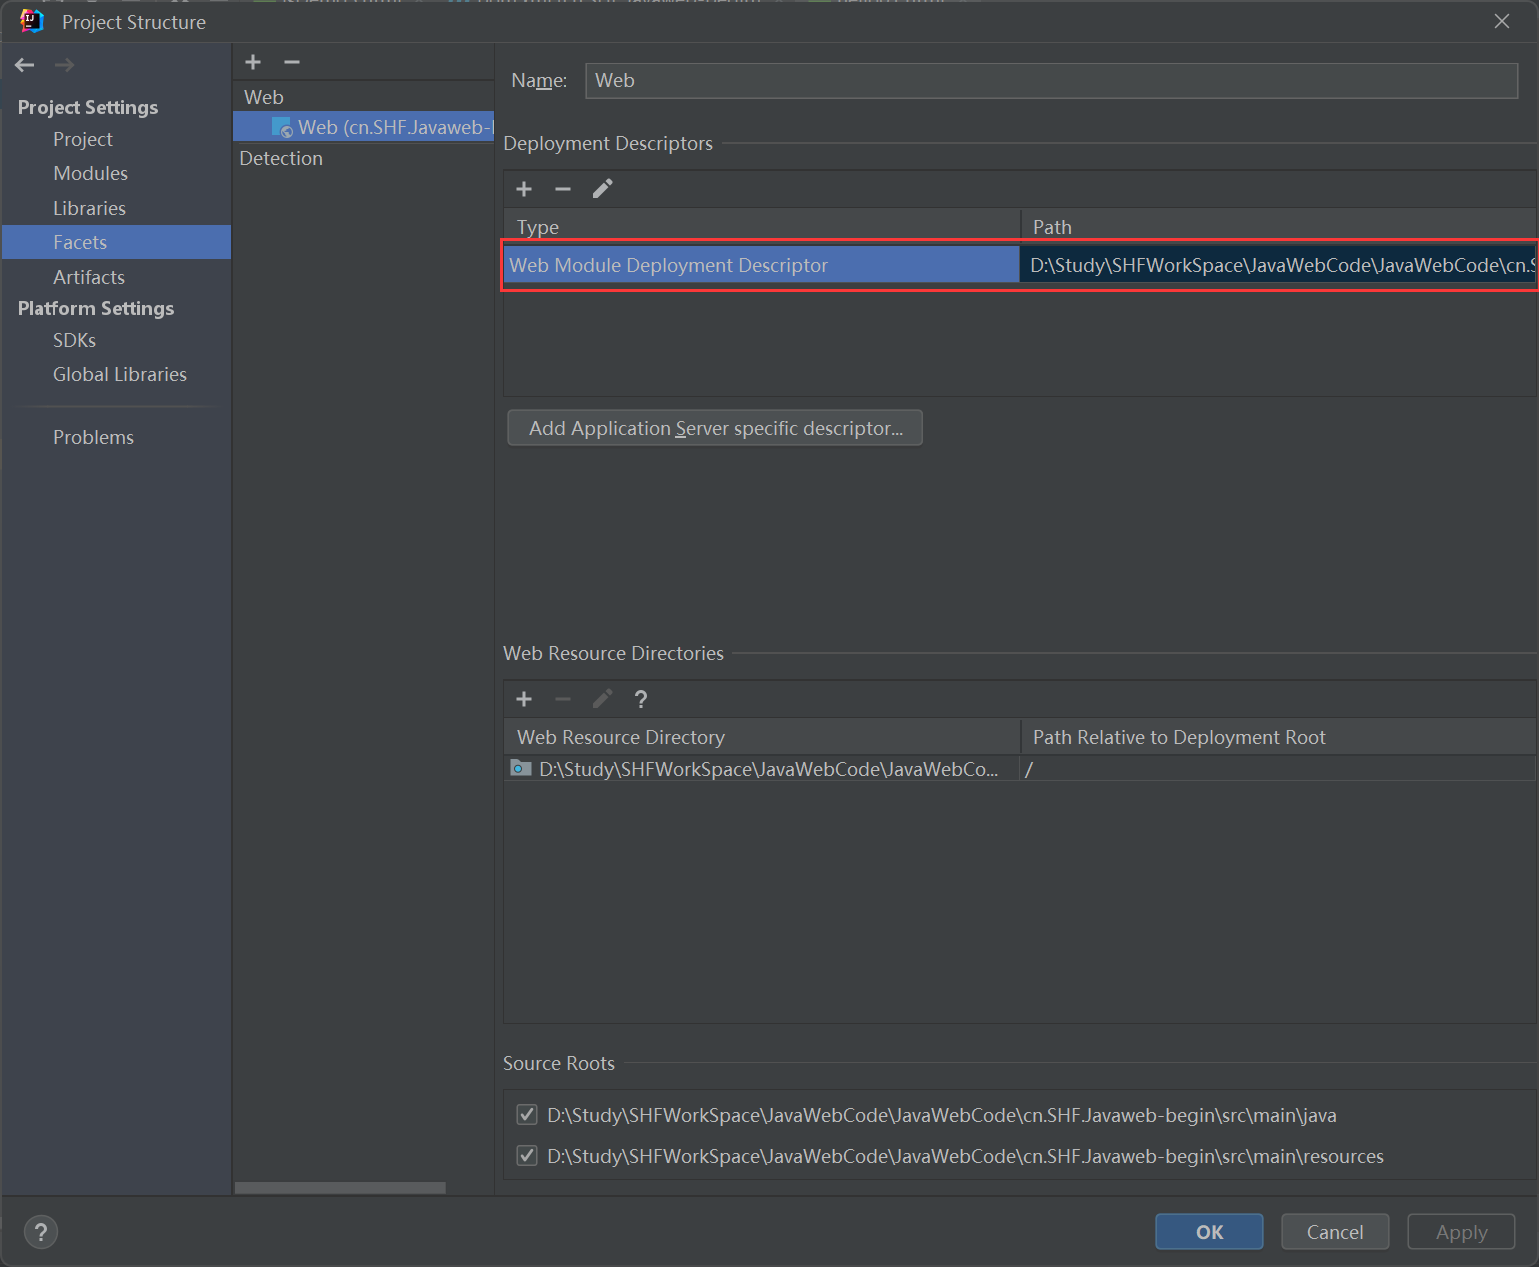 Project Structure
Project Settings
Project
Modules
Libraries
Facets
Artifacts
Platform Settings
SDKs
Global Libraries
Problems
Web
Web (cn.SHF.Javaweb-
Detection
Name: Web
Deployment Descriptors
Type Path
Web Module Deployment Descriptor D:\Study\SHFWorkSpace\JavaWebCode\JavaWebCode\cn.S
Add Application Server specific descriptor...
Web Resource Directories
?
Web Resource Directory Path Relative to Deployment Root
D:\Study\SHFWorkSpace\JavaWebCode\JavaWebCo... /
Source Roots
D:\Study\SHFWorkSpace\JavaWebCode\JavaWebCode\cn.SHF.Javaweb-begin\src\main\java
D:\Study\SHFWorkSpace\JavaWebCode\JavaWebCode\cn.SHF.Javaweb-begin\src\main\resources
? OK Cancel Apply